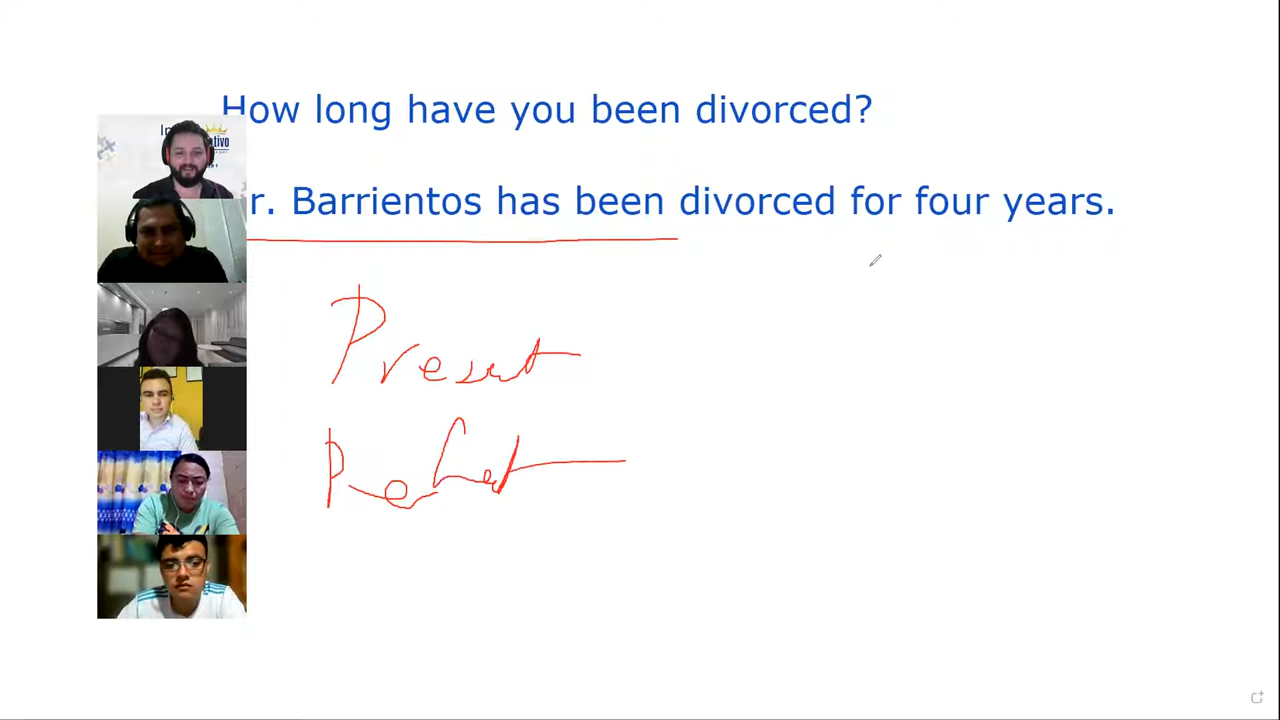 How long have you been divorced?
r. Barrientos has been divorced for four years.
Present
Perfect